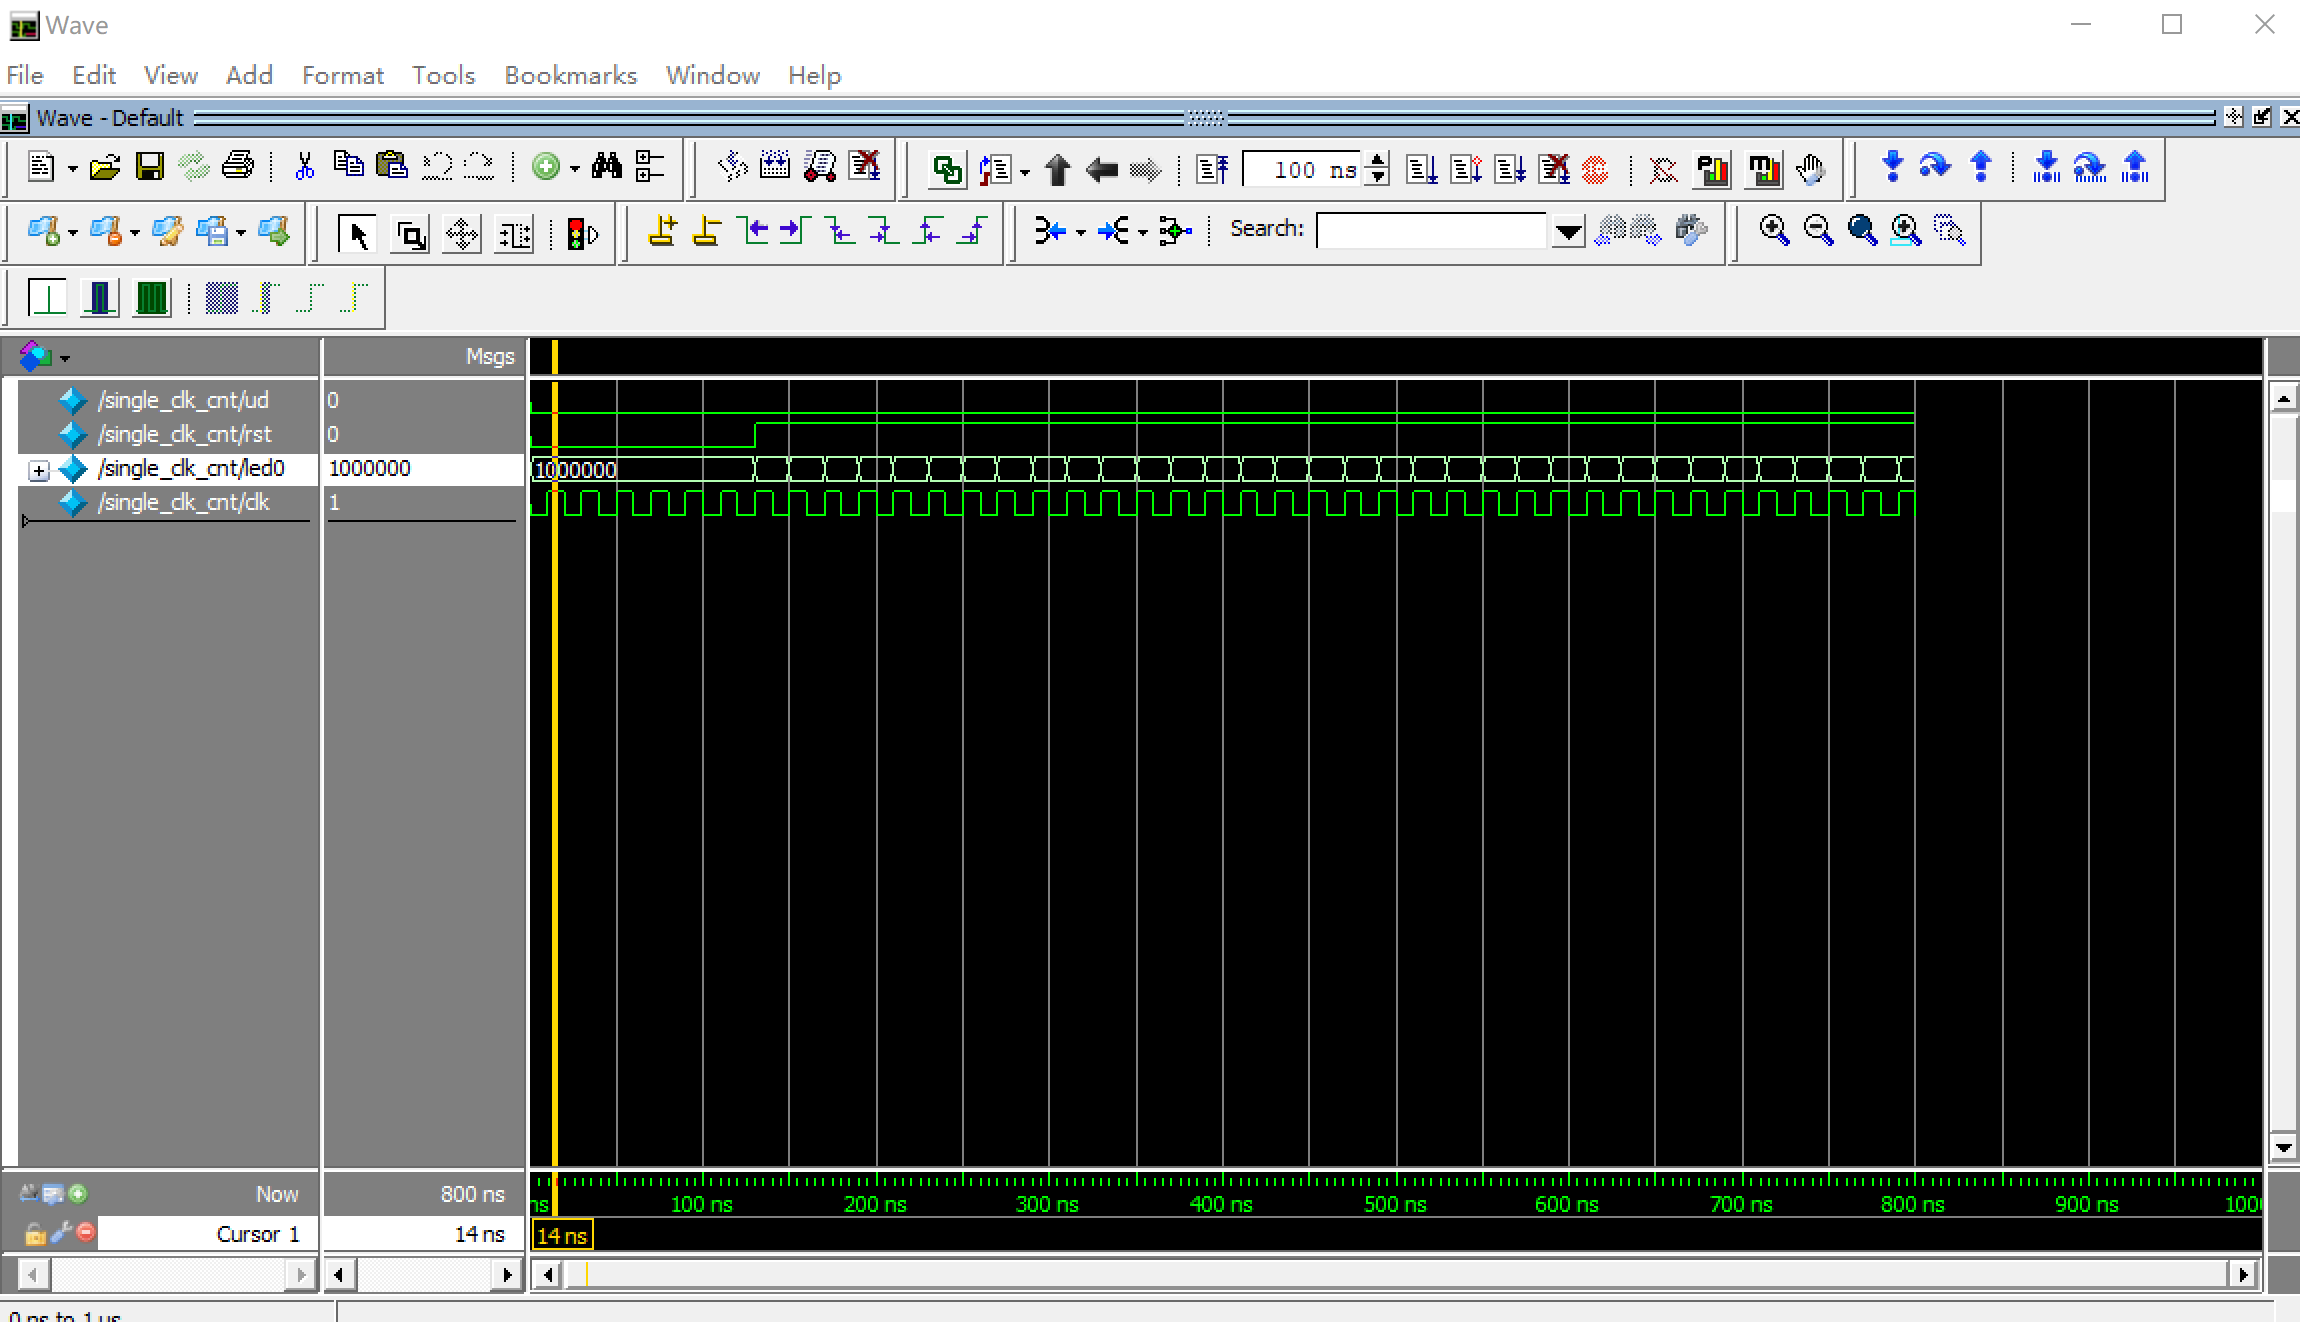 Wave
File Edit View Add Format Tools Bookmarks Window Help
Wave - Default
100 ns
Search:
Msgs
/single_clk_cnt/ud 0
/single_clk_cnt/rst 0
/single_clk_cnt/led0 1000000 1000000
/single_clk_cnt/clk 1
Now 800 ns ns 100 ns 200 ns 300 ns 400 ns 500 ns 600 ns 700 ns 800 ns 900 ns 100
Cursor 1 14 ns 14 ns
0 ns to 1 us